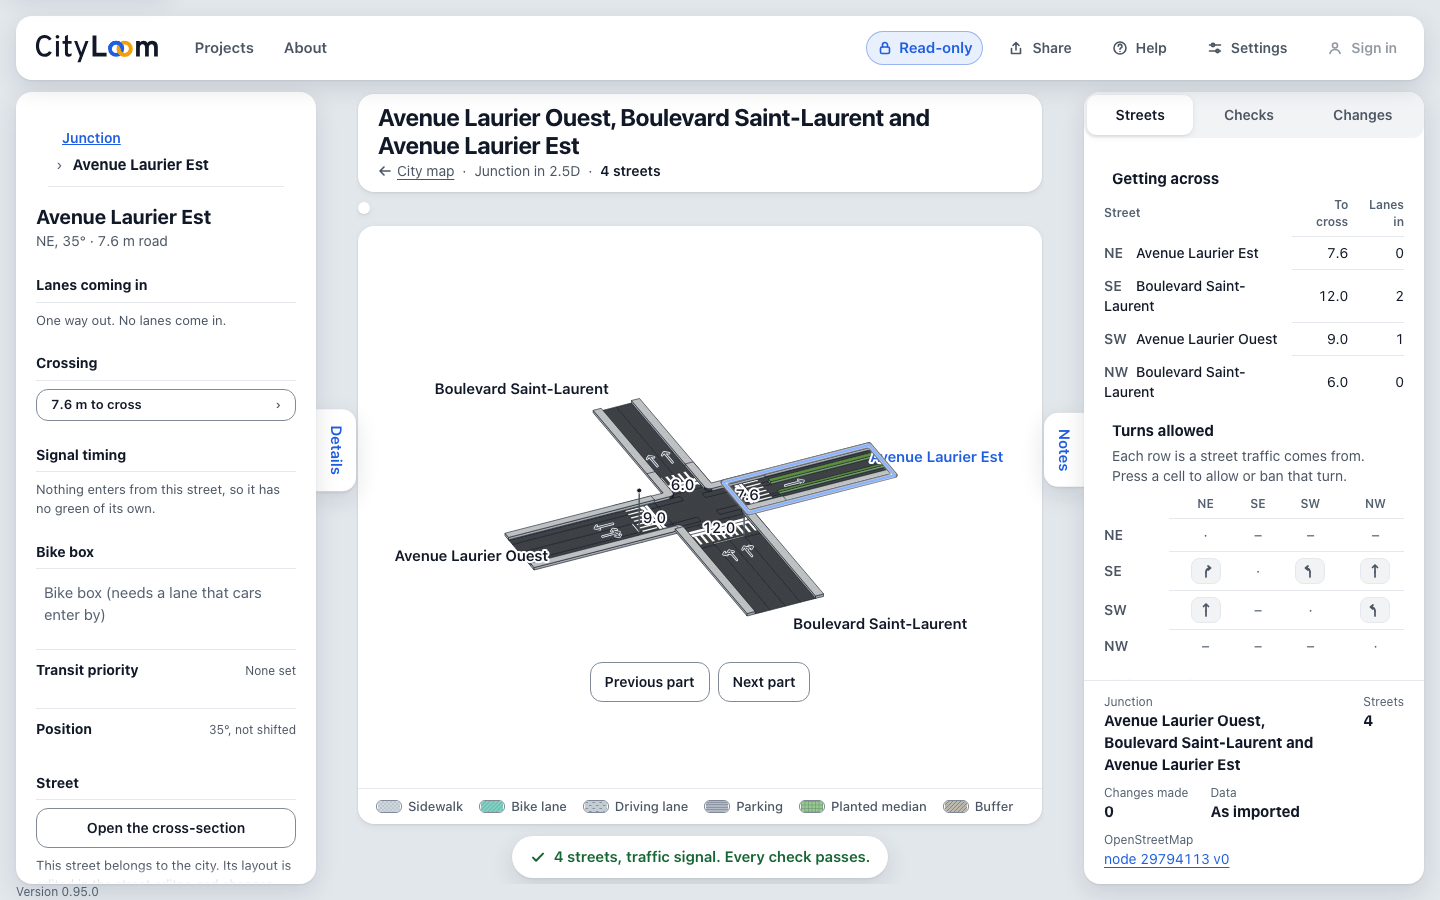 CityLoom
Projects
About
Read-only
Share
Help
Settings
Sign in
Junction
› Avenue Laurier Est
Avenue Laurier Est
NE, 35° · 7.6 m road
Lanes coming in
One way out. No lanes come in.
Crossing
7.6 m to cross ›
Signal timing
Nothing enters from this street, so it has
no green of its own.
Bike box
Bike box (needs a lane that cars
enter by)
Transit priority None set
Position 35°, not shifted
Street
Open the cross-section
This street belongs to the city. Its layout is
Version 0.95.0
Details
Avenue Laurier Ouest, Boulevard Saint-Laurent and
Avenue Laurier Est
← City map · Junction in 2.5D · 4 streets
Boulevard Saint-Laurent
Avenue Laurier Est
6.0
7.6
9.0
12.0
Avenue Laurier Ouest
Boulevard Saint-Laurent
Previous part
Next part
Sidewalk
Bike lane
Driving lane
Parking
Planted median
Buffer
4 streets, traffic signal. Every check passes.
Notes
Streets
Checks
Changes
Getting across
Street To cross Lanes in
NE Avenue Laurier Est 7.6 0
SE Boulevard Saint-
Laurent 12.0 2
SW Avenue Laurier Ouest 9.0 1
NW Boulevard Saint-
Laurent 6.0 0
Turns allowed
Each row is a street traffic comes from.
Press a cell to allow or ban that turn.
NE SE SW NW
NE · – – –
SE · 
SW – ·
NW – – – ·
Junction
Avenue Laurier Ouest,
Boulevard Saint-Laurent and
Avenue Laurier Est
Streets
4
Changes made
0
Data
As imported
OpenStreetMap
node 29794113 v0